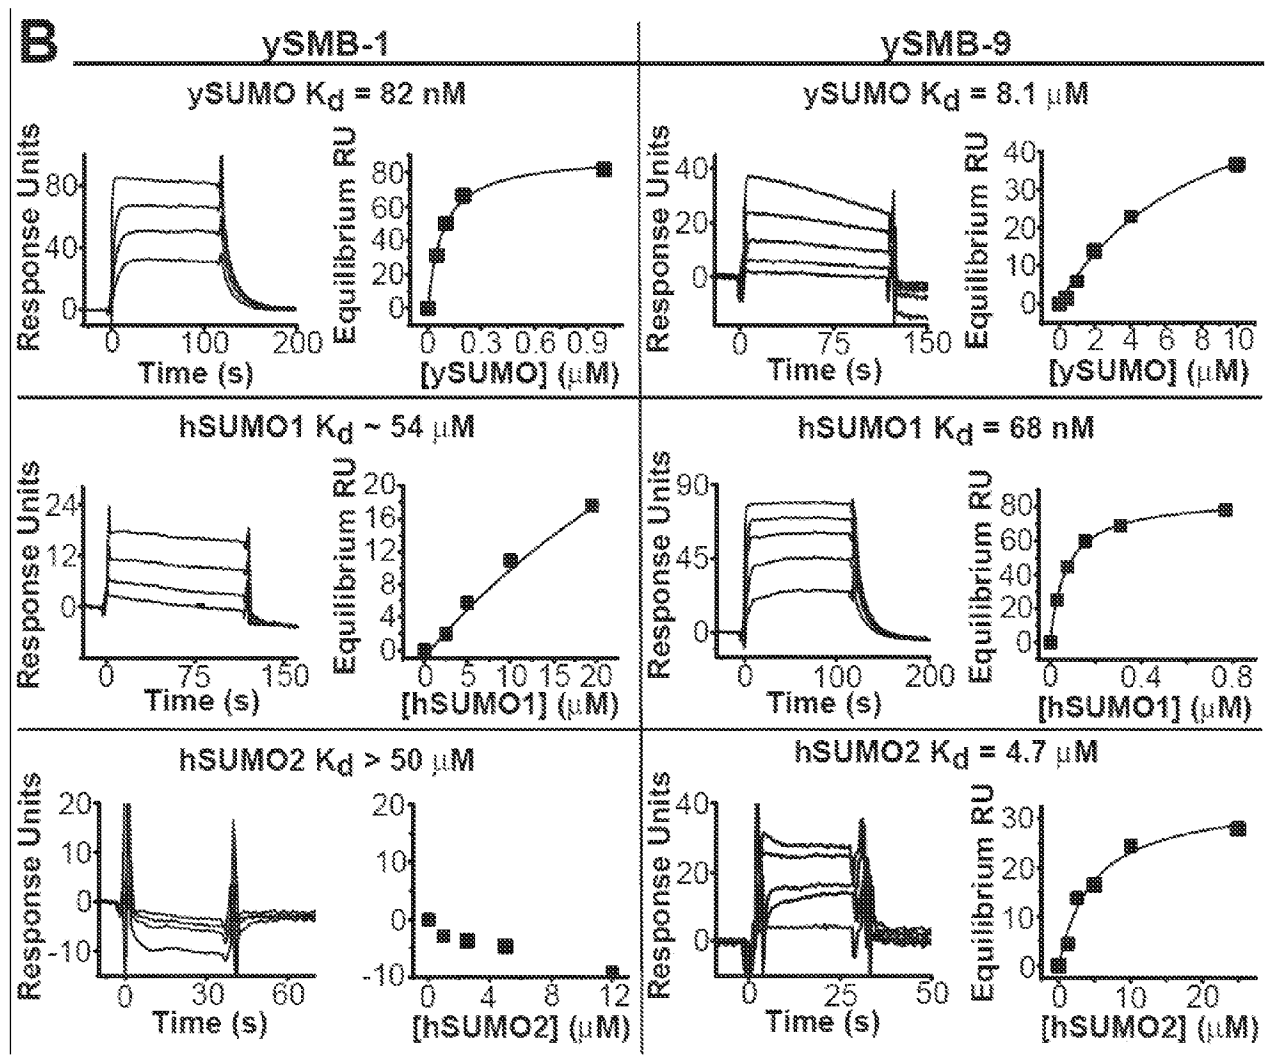 B
ySMB-1
ySMB-9
ySUMO Kd = 82 nM
Response Units
80
40
0
0 100 200
Time (s)
Equilibrium RU
80
60
40
20
0
0 0.3 0.6 0.9
[ySUMO] (μM)
ySUMO Kd = 8.1 μM
Response Units
40
20
0
0 75 150
Time (s)
Equilibrium RU
40
30
20
10
0
0 2 4 6 8 10
[ySUMO] (μM)
hSUMO1 Kd ~ 54 μM
Response Units
24
12
0
0 75 150
Time (s)
Equilibrium RU
20
16
12
8
4
0
0 5 10 15 20
[hSUMO1] (μM)
hSUMO1 Kd = 68 nM
Response Units
90
45
0
0 100 200
Time (s)
Equilibrium RU
80
60
40
20
0
0 0.4 0.8
[hSUMO1] (μM)
hSUMO2 Kd > 50 μM
Response Units
20
10
0
-10
0 30 60
Time (s)
20
10
0
-10
0 4 8 12
[hSUMO2] (μM)
hSUMO2 Kd = 4.7 μM
Response Units
40
20
0
0 25 50
Time (s)
Equilibrium RU
30
20
10
0
0 10 20
[hSUMO2] (μM)